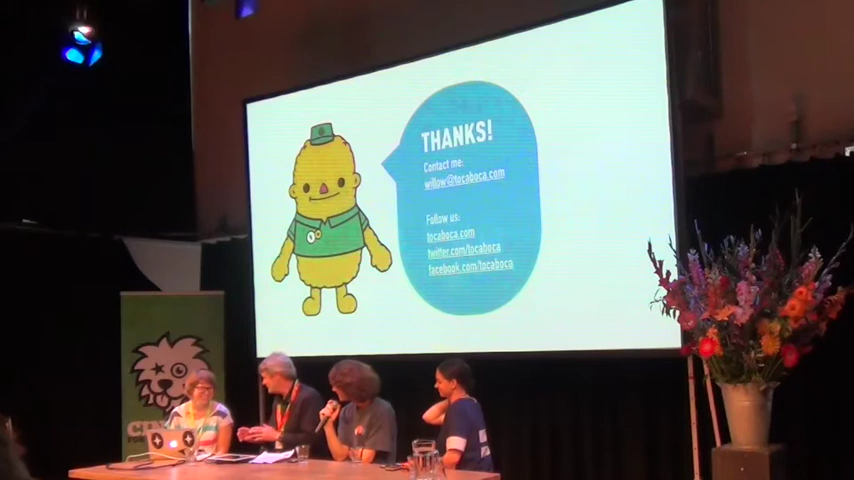 THANKS!
Contact me:
willow@tocaboca.com
Follow us:
tocaboca.com
twitter.com/tocaboca
facebook.com/tocaboca